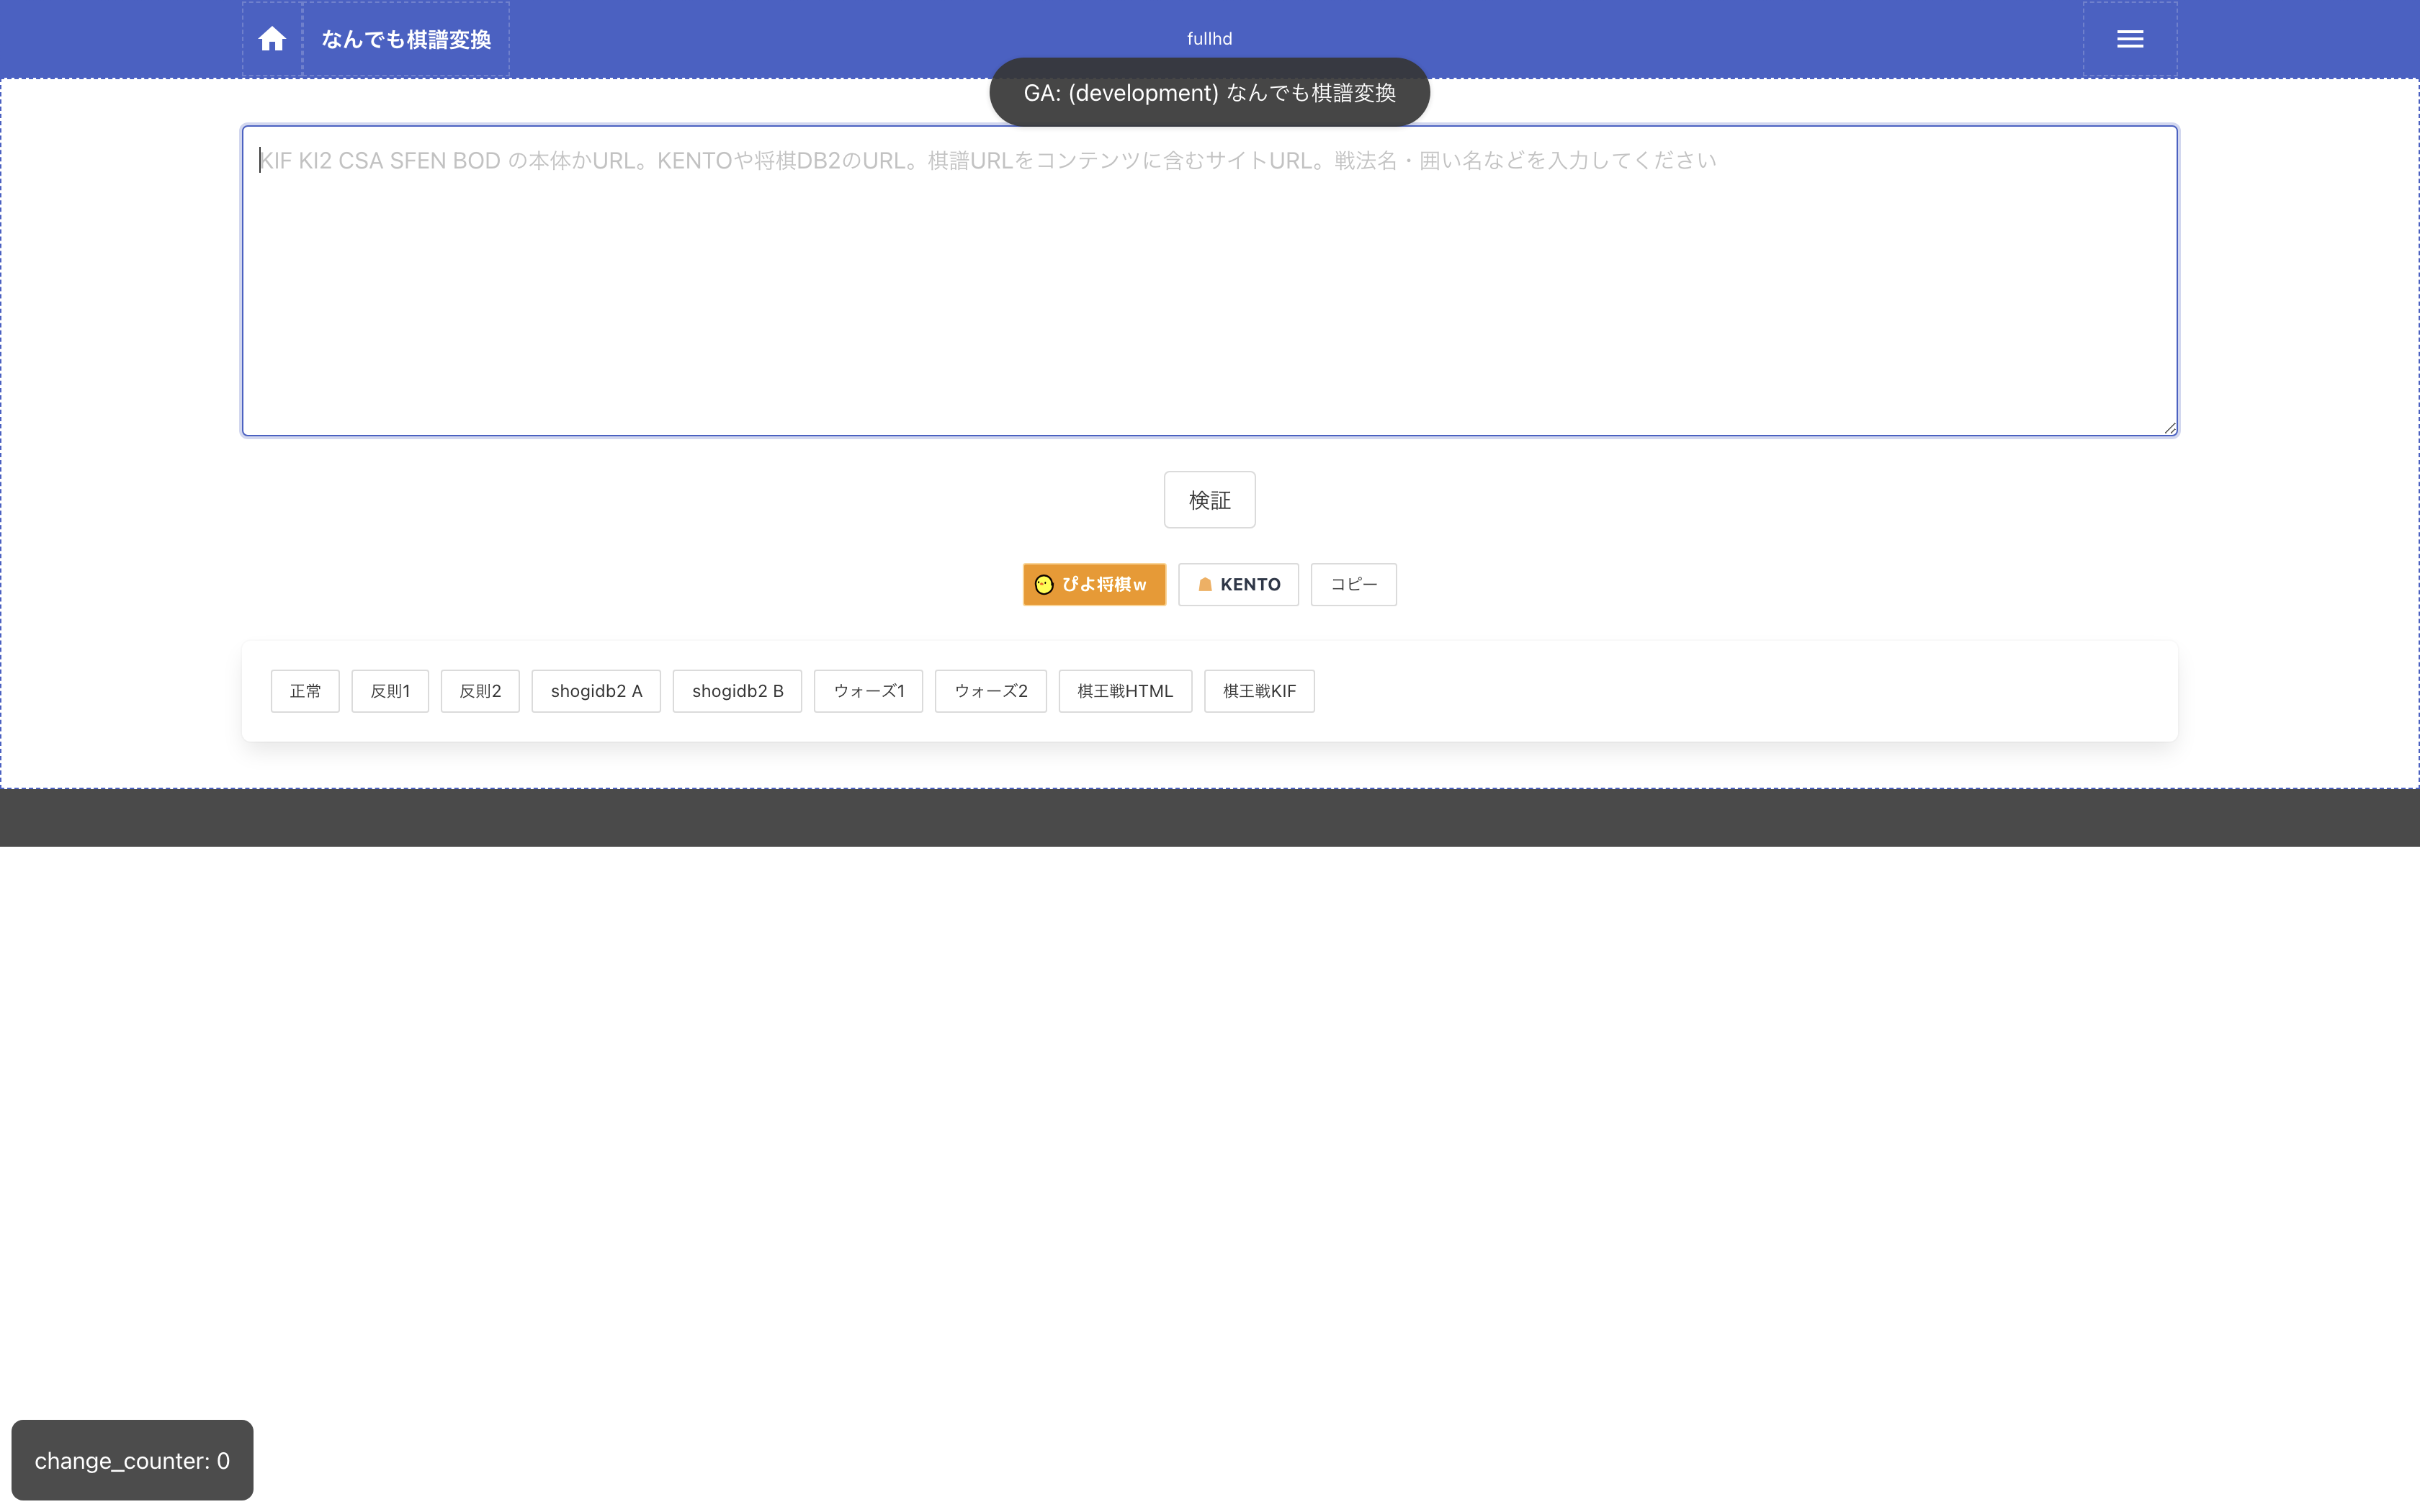 なんでも棋譜変換
fullhd
GA: (development) なんでも棋譜変換
KIF KI2 CSA SFEN BOD の本体かURL。KENTOや将棋DB2のURL。棋譜URLをコンテンツに含むサイトURL。戦法名・囲い名などを入力してください
検証
ぴよ将棋w
KENTO
コピー
正常
反則1
反則2
shogidb2 A
shogidb2 B
ウォーズ1
ウォーズ2
棋王戦HTML
棋王戦KIF
change_counter: 0